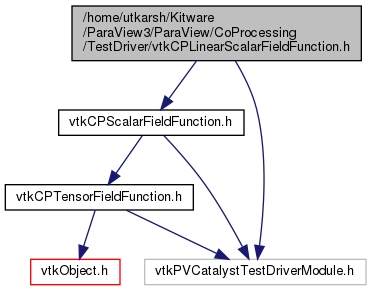 /home/utkarsh/Kitware
/ParaView3/ParaView/CoProcessing
/TestDriver/vtkCPLinearScalarFieldFunction.h
vtkCPScalarFieldFunction.h
vtkCPTensorFieldFunction.h
vtkObject.h
vtkPVCatalystTestDriverModule.h